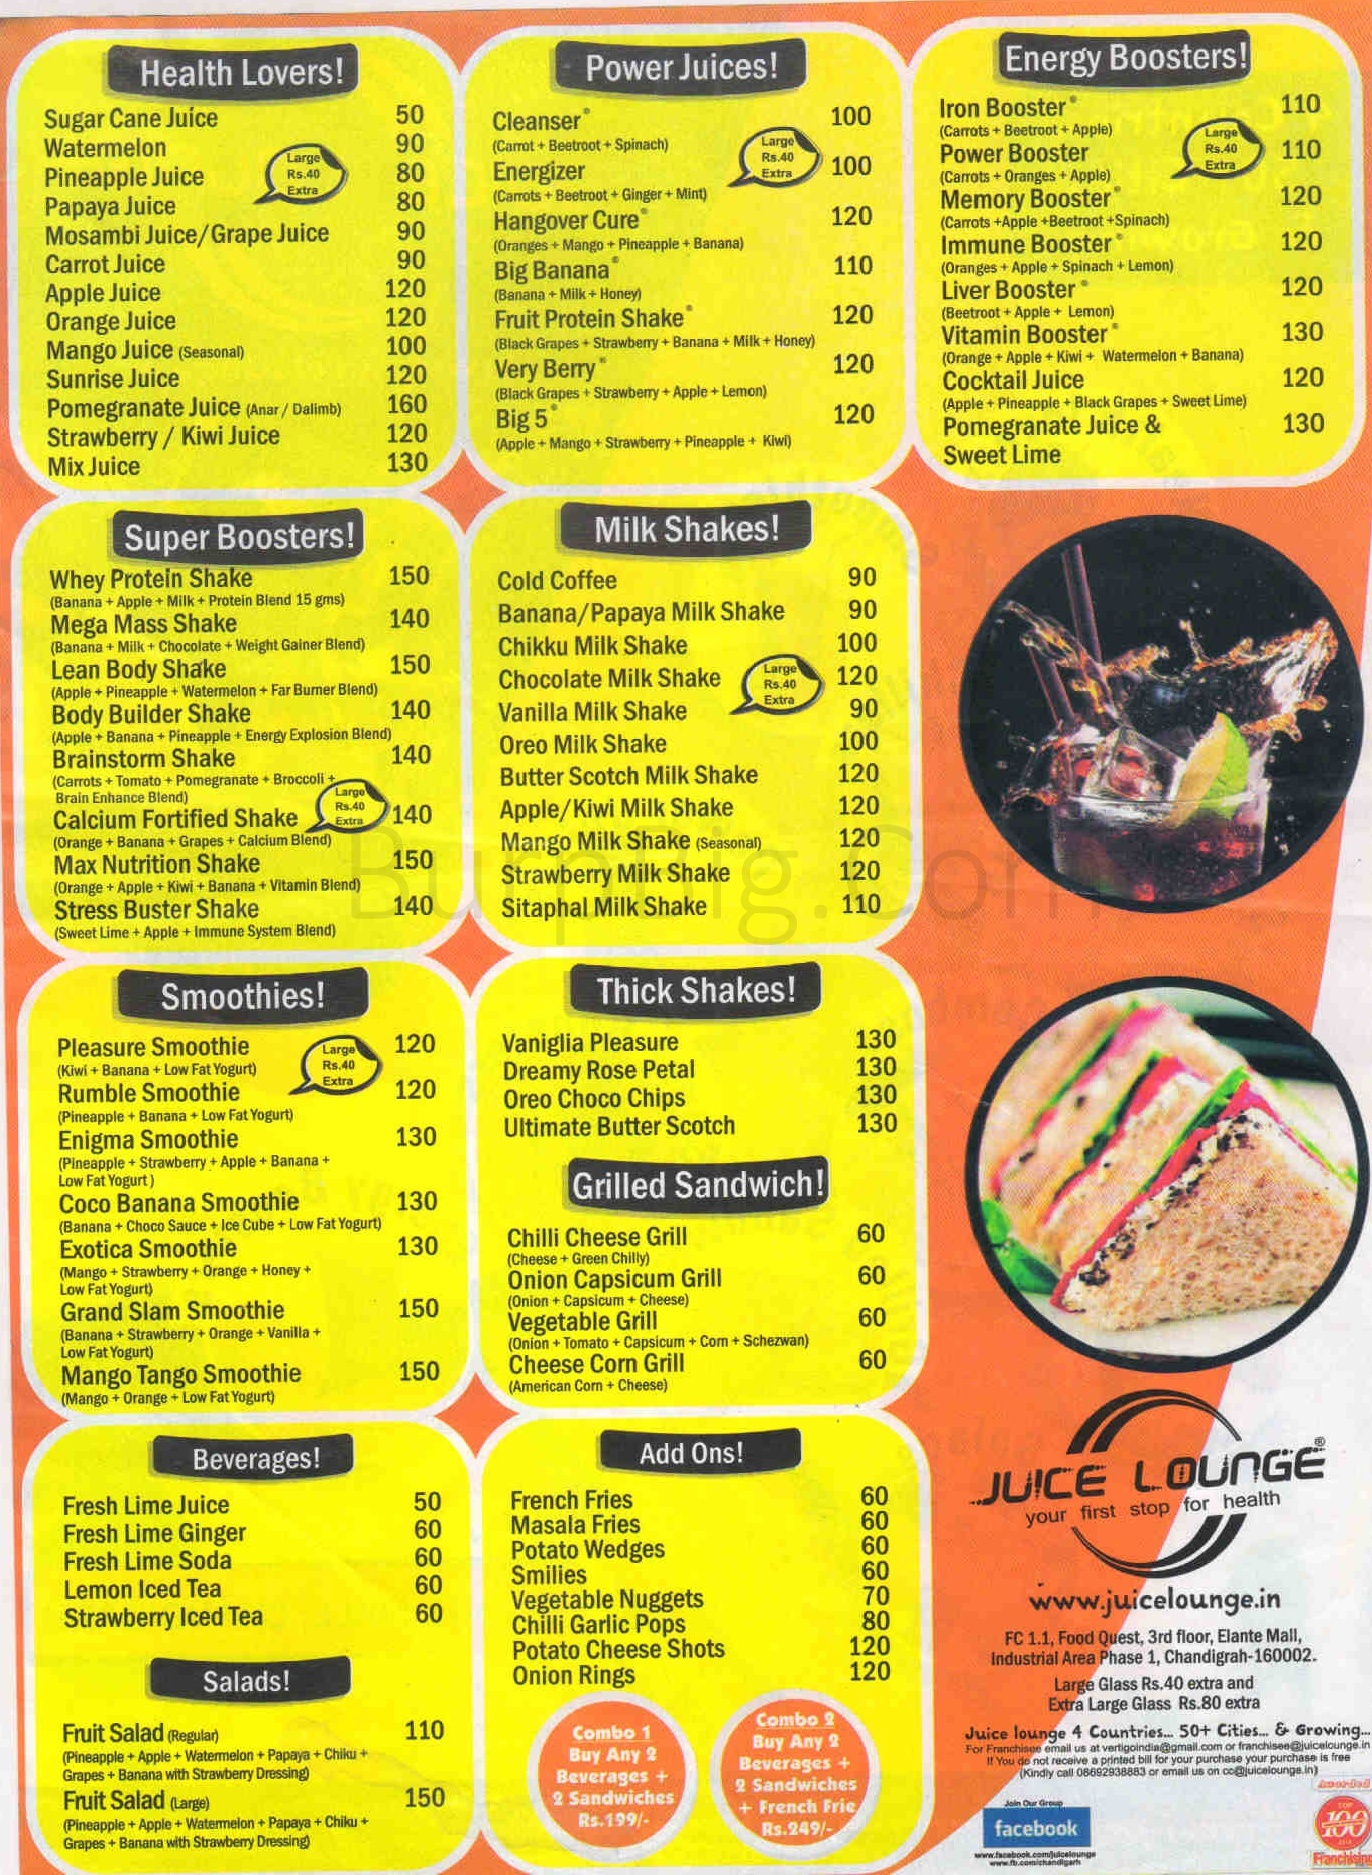 Health Lovers!
Sugar Cane Juice 50
Watermelon 90
Pineapple Juice 80
Papaya Juice 80
Mosambi Juice/Grape Juice 90
Carrot Juice 90
Apple Juice 120
Orange Juice 120
Mango Juice (Seasonal) 100
Sunrise Juice 120
Pomegranate Juice (Anar / Dalimb) 160
Strawberry / Kiwi Juice 120
Mix Juice 130
Large
Rs.40
Extra
Power Juices!
Cleanser® 100
(Carrot + Beetroot + Spinach)
Energizer 100
(Carrots + Beetroot + Ginger + Mint)
Hangover Cure® 120
(Oranges + Mango + Pineapple + Banana)
Big Banana® 110
(Banana + Milk + Honey)
Fruit Protein Shake® 120
(Black Grapes + Strawberry + Banana + Milk + Honey)
Very Berry® 120
(Black Grapes + Strawberry + Apple + Lemon)
Big 5® 120
(Apple + Mango + Strawberry + Pineapple + Kiwi)
Large
Rs.40
Extra
Energy Boosters!
Iron Booster® 110
(Carrots + Beetroot + Apple)
Power Booster 110
(Carrots + Oranges + Apple)
Memory Booster® 120
(Carrots +Apple +Beetroot +Spinach)
Immune Booster® 120
(Oranges + Apple + Spinach + Lemon)
Liver Booster® 120
(Beetroot + Apple + Lemon)
Vitamin Booster® 130
(Orange + Apple + Kiwi + Watermelon + Banana)
Cocktail Juice 120
(Apple + Pineapple + Black Grapes + Sweet Lime)
Pomegranate Juice & 130
Sweet Lime
Large
Rs.40
Extra
Super Boosters!
Whey Protein Shake 150
(Banana + Apple + Milk + Protein Blend 15 gms)
Mega Mass Shake 140
(Banana + Milk + Chocolate + Weight Gainer Blend)
Lean Body Shake 150
(Apple + Pineapple + Watermelon + Far Burner Blend)
Body Builder Shake 140
(Apple + Banana + Pineapple + Energy Explosion Blend)
Brainstorm Shake 140
(Carrots + Tomato + Pomegranate + Broccoli +
Brain Enhance Blend)
Calcium Fortified Shake 140
(Orange + Banana + Grapes + Calcium Blend)
Max Nutrition Shake 150
(Orange + Apple + Kiwi + Banana + Vitamin Blend)
Stress Buster Shake 140
(Sweet Lime + Apple + Immune System Blend)
Large
Rs.40
Extra
Milk Shakes!
Cold Coffee 90
Banana/Papaya Milk Shake 90
Chikku Milk Shake 100
Chocolate Milk Shake 120
Vanilla Milk Shake 90
Oreo Milk Shake 100
Butter Scotch Milk Shake 120
Apple/Kiwi Milk Shake 120
Mango Milk Shake (Seasonal) 120
Strawberry Milk Shake 120
Sitaphal Milk Shake 110
Large
Rs.40
Extra
Burpping.Com
Smoothies!
Pleasure Smoothie 120
(Kiwi + Banana + Low Fat Yogurt)
Rumble Smoothie 120
(Pineapple + Banana + Low Fat Yogurt)
Enigma Smoothie 130
(Pineapple + Strawberry + Apple + Banana +
Low Fat Yogurt )
Coco Banana Smoothie 130
(Banana + Choco Sauce + Ice Cube + Low Fat Yogurt)
Exotica Smoothie 130
(Mango + Strawberry + Orange + Honey +
Low Fat Yogurt)
Grand Slam Smoothie 150
(Banana + Strawberry + Orange + Vanilla +
Low Fat Yogurt)
Mango Tango Smoothie 150
(Mango + Orange + Low Fat Yogurt)
Large
Rs.40
Extra
Thick Shakes!
Vaniglia Pleasure 130
Dreamy Rose Petal 130
Oreo Choco Chips 130
Ultimate Butter Scotch 130
Grilled Sandwich!
Chilli Cheese Grill 60
(Cheese + Green Chilly)
Onion Capsicum Grill 60
(Onion + Capsicum + Cheese)
Vegetable Grill 60
(Onion + Tomato + Capsicum + Corn + Schezwan)
Cheese Corn Grill 60
(American Corn + Cheese)
Beverages!
Fresh Lime Juice 50
Fresh Lime Ginger 60
Fresh Lime Soda 60
Lemon Iced Tea 60
Strawberry Iced Tea 60
Salads!
Fruit Salad (Regular) 110
(Pineapple + Apple + Watermelon + Papaya + Chiku +
Grapes + Banana with Strawberry Dressing)
Fruit Salad (Large) 150
(Pineapple + Apple + Watermelon + Papaya + Chiku +
Grapes + Banana with Strawberry Dressing)
Add Ons!
French Fries 60
Masala Fries 60
Potato Wedges 60
Smilies 60
Vegetable Nuggets 70
Chilli Garlic Pops 80
Potato Cheese Shots 120
Onion Rings 120
Combo 1
Buy Any 2
Beverages +
2 Sandwiches
Rs.199/-
Combo 2
Buy Any 2
Beverages +
2 Sandwiches
+ French Frie
Rs.249/-
JUICE LOUNGE®
your first stop for health
www.juicelounge.in
FC 1.1, Food Quest, 3rd floor, Elante Mall,
Industrial Area Phase 1, Chandigrah-160002.
Large Glass Rs.40 extra and
Extra Large Glass Rs.80 extra
Juice lounge 4 Countries... 50+ Cities... & Growing...
For Franchisee email us at vertigoindia@gmail.com or franchisee@juicelounge.in
If You do not receive a printed bill for your purchase your purchase is free
(Kindly call 08692938883 or email us on cc@juicelounge.in)
Join Our Group
facebook
www.facebook.com/juicelounge
www.fb.com/chandigarh
Awarded
TOP
100
Franchise